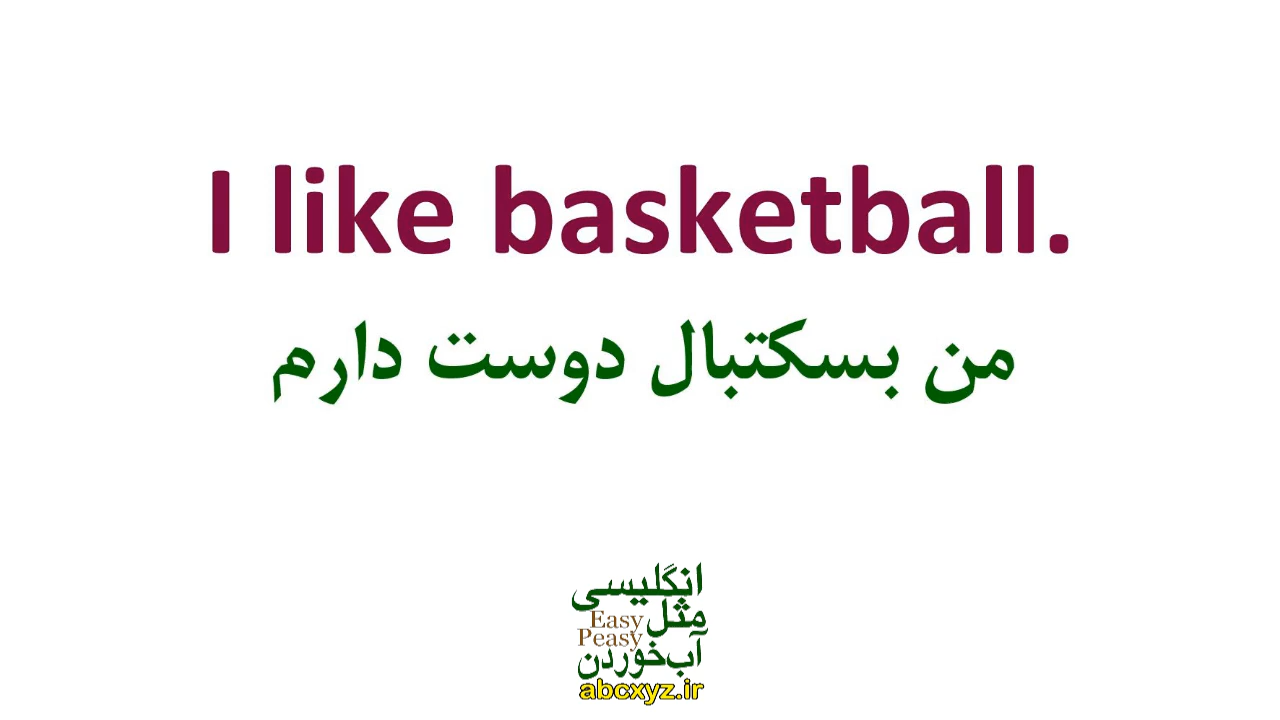 I like basketball.
من بسکتبال دوست دارم
انگلیسی
مثل Easy Peasy
آب‌خوردن
abcxyz.ir